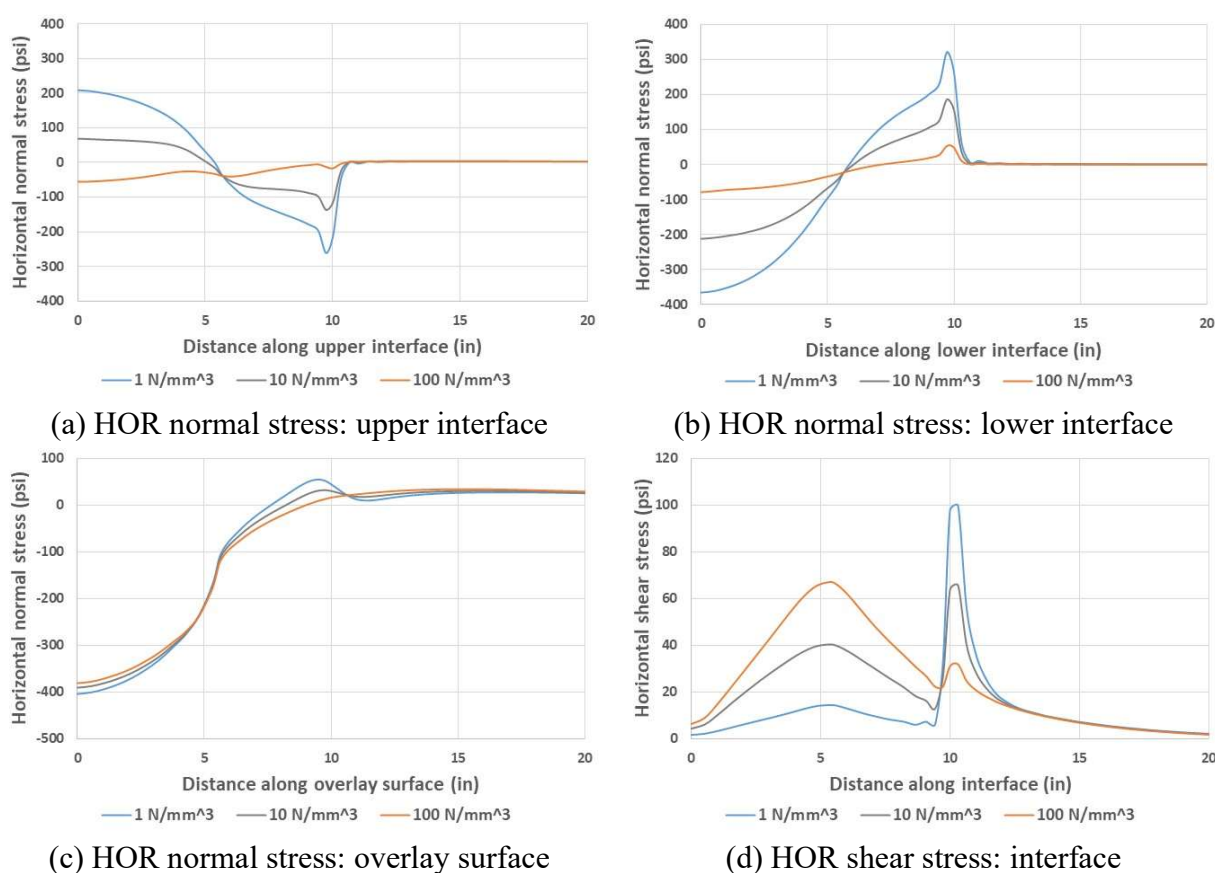 Horizontal normal stress (psi)
400
300
200
100
0
-100
-200
-300
-400
0 5 10 15 20
Distance along upper interface (in)
1 N/mm^3 10 N/mm^3 100 N/mm^3
(a) HOR normal stress: upper interface
Horizontal normal stress (psi)
400
300
200
100
0
-100
-200
-300
-400
0 5 10 15 20
Distance along lower interface (in)
1 N/mm^3 10 N/mm^3 100 N/mm^3
(b) HOR normal stress: lower interface
Horizontal normal stress (psi)
100
0
-100
-200
-300
-400
-500
0 5 10 15 20
Distance along overlay surface (in)
1 N/mm^3 10 N/mm^3 100 N/mm^3
(c) HOR normal stress: overlay surface
Horizontal shear stress (psi)
120
100
80
60
40
20
0
0 5 10 15 20
Distance along interface (in)
1 N/mm^3 10 N/mm^3 100 N/mm^3
(d) HOR shear stress: interface